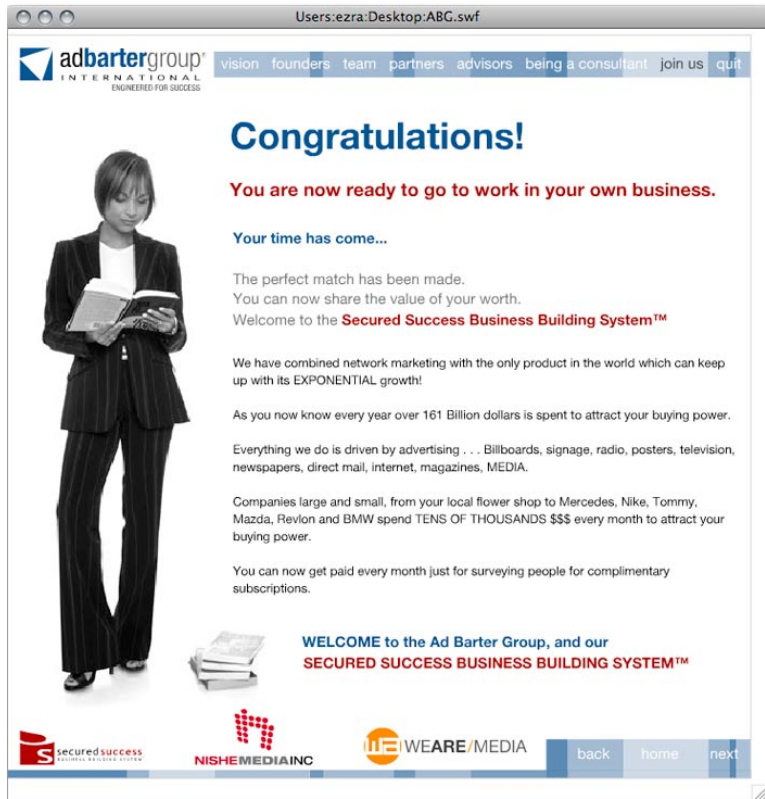 Users:ezra:Desktop:ABG.swf
adbartergroup®
INTERNATIONAL
ENGINEERED FOR SUCCESS
vision founders team partners advisors being a consultant join us quit
Congratulations!
You are now ready to go to work in your own business.
Your time has come...
The perfect match has been made.
You can now share the value of your worth.
Welcome to the Secured Success Business Building System™
We have combined network marketing with the only product in the world which can keep
up with its EXPONENTIAL growth!
As you now know every year over 161 Billion dollars is spent to attract your buying power.
Everything we do is driven by advertising . . . Billboards, signage, radio, posters, television,
newspapers, direct mail, internet, magazines, MEDIA.
Companies large and small, from your local flower shop to Mercedes, Nike, Tommy,
Mazda, Revlon and BMW spend TENS OF THOUSANDS $$$ every month to attract your
buying power.
You can now get paid every month just for surveying people for complimentary
subscriptions.
WELCOME to the Ad Barter Group, and our
SECURED SUCCESS BUSINESS BUILDING SYSTEM™
securedsuccess
BUSINESS BUILDING SYSTEM
NISHEMEDIAINC
WEARE/MEDIA
back home next